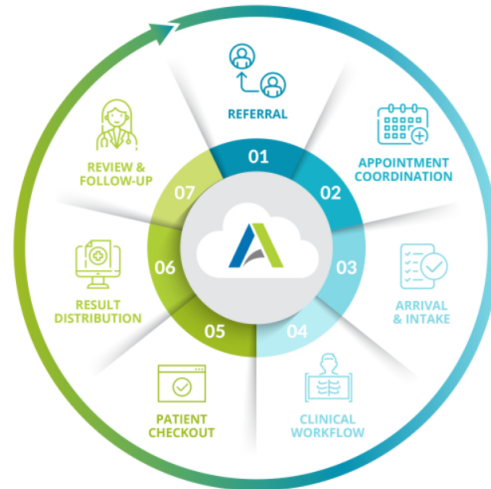 REFERRAL
01
APPOINTMENT
COORDINATION
02
ARRIVAL
& INTAKE
03
CLINICAL
WORKFLOW
04
PATIENT
CHECKOUT
05
RESULT
DISTRIBUTION
06
REVIEW &
FOLLOW-UP
07